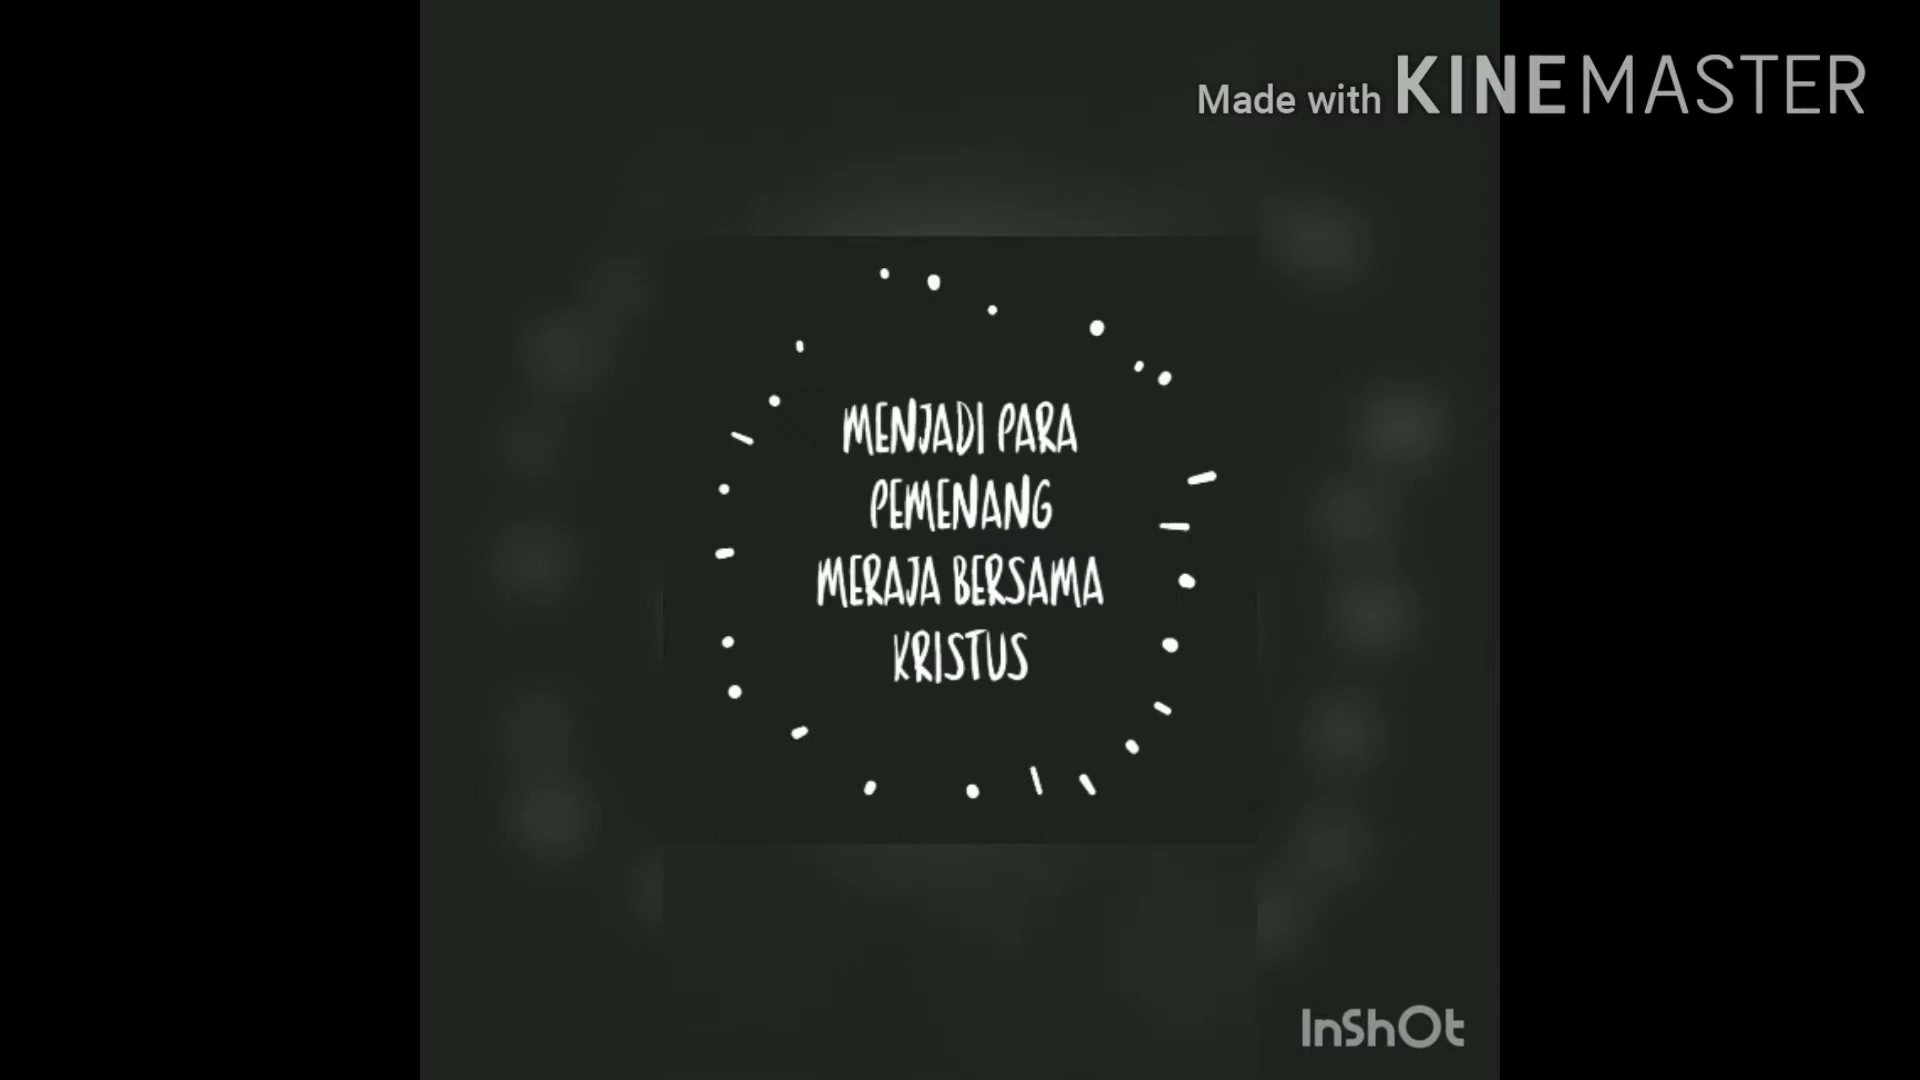 Made with KINEMASTER
MENJADI PARA
PEMENANG
MERAJA BERSAMA
KRISTUS
InShOt